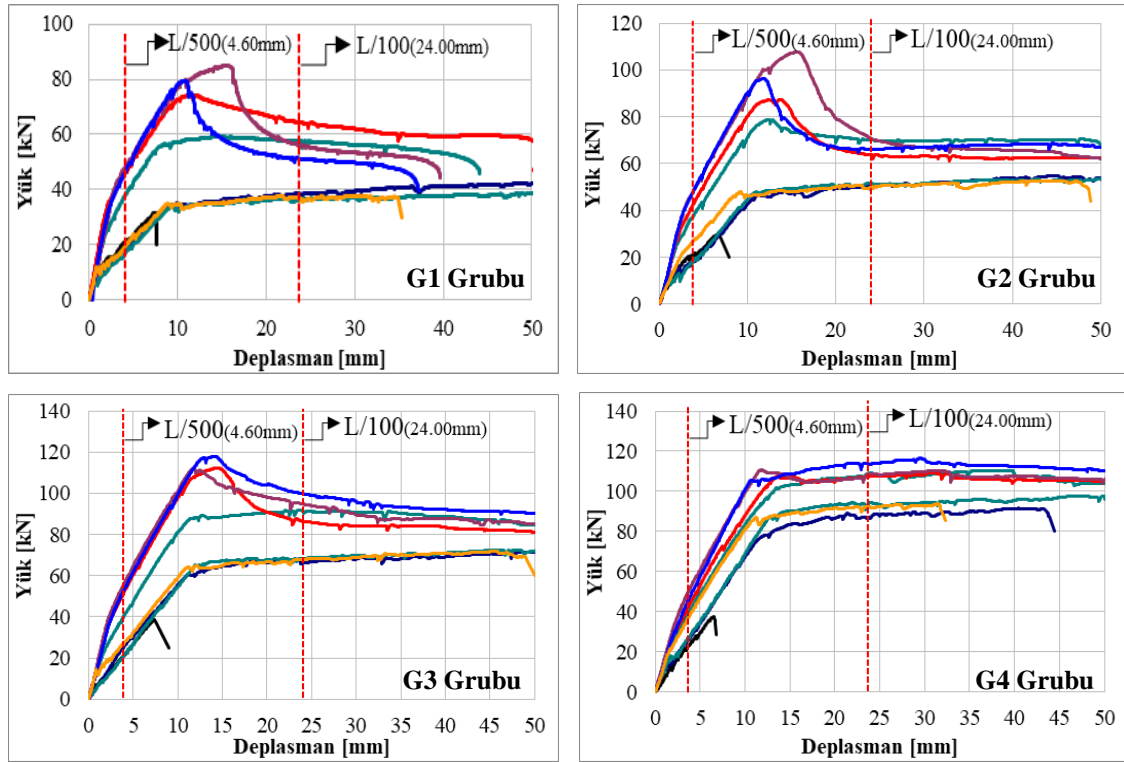 Yük [kN]
100
80
60
40
20
0
L/500(4.60mm)
L/100(24.00mm)
G1 Grubu
0 10 20 30 40 50
Deplasman [mm]
Yük [kN]
120
100
80
60
40
20
0
L/500(4.60mm)
L/100(24.00mm)
G2 Grubu
0 10 20 30 40 50
Deplasman [mm]
Yük [kN]
140
120
100
80
60
40
20
0
L/500(4.60mm)
L/100(24.00mm)
G3 Grubu
0 5 10 15 20 25 30 35 40 45 50
Deplasman [mm]
Yük [kN]
140
120
100
80
60
40
20
0
L/500(4.60mm)
L/100(24.00mm)
G4 Grubu
0 5 10 15 20 25 30 35 40 45 50
Deplasman [mm]